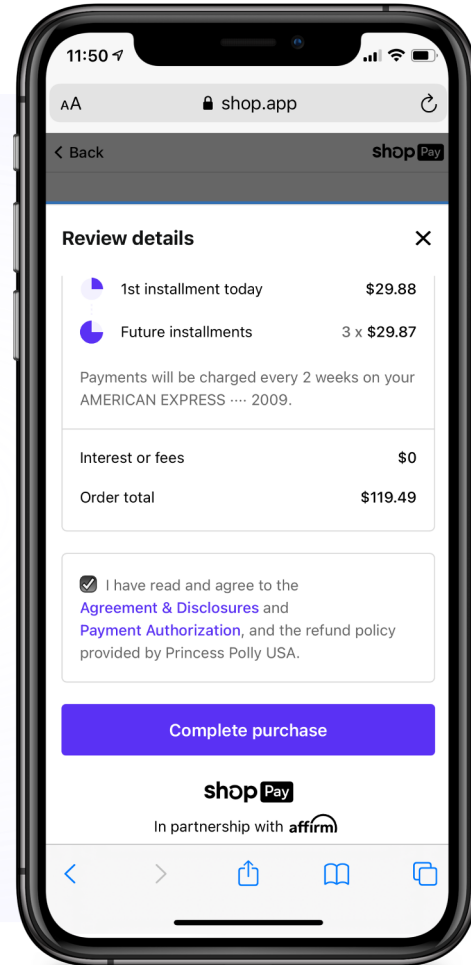 11:50
AA shop.app
Back shop Pay
Review details
1st installment today $29.88
Future installments 3 x $29.87
Payments will be charged every 2 weeks on your
AMERICAN EXPRESS ···· 2009.
Interest or fees $0
Order total $119.49
I have read and agree to the
Agreement & Disclosures and
Payment Authorization, and the refund policy
provided by Princess Polly USA.
Complete purchase
shop Pay
In partnership with affirm